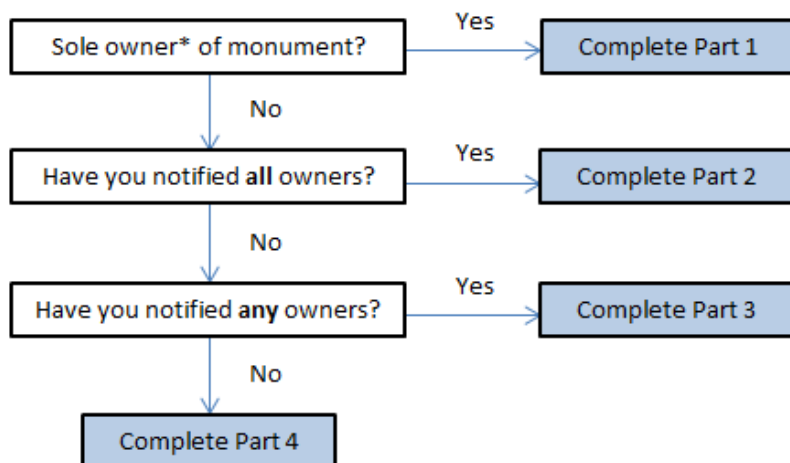 Sole owner* of monument?
Yes
Complete Part 1
No
Have you notified all owners?
Yes
Complete Part 2
No
Have you notified any owners?
Yes
Complete Part 3
No
Complete Part 4